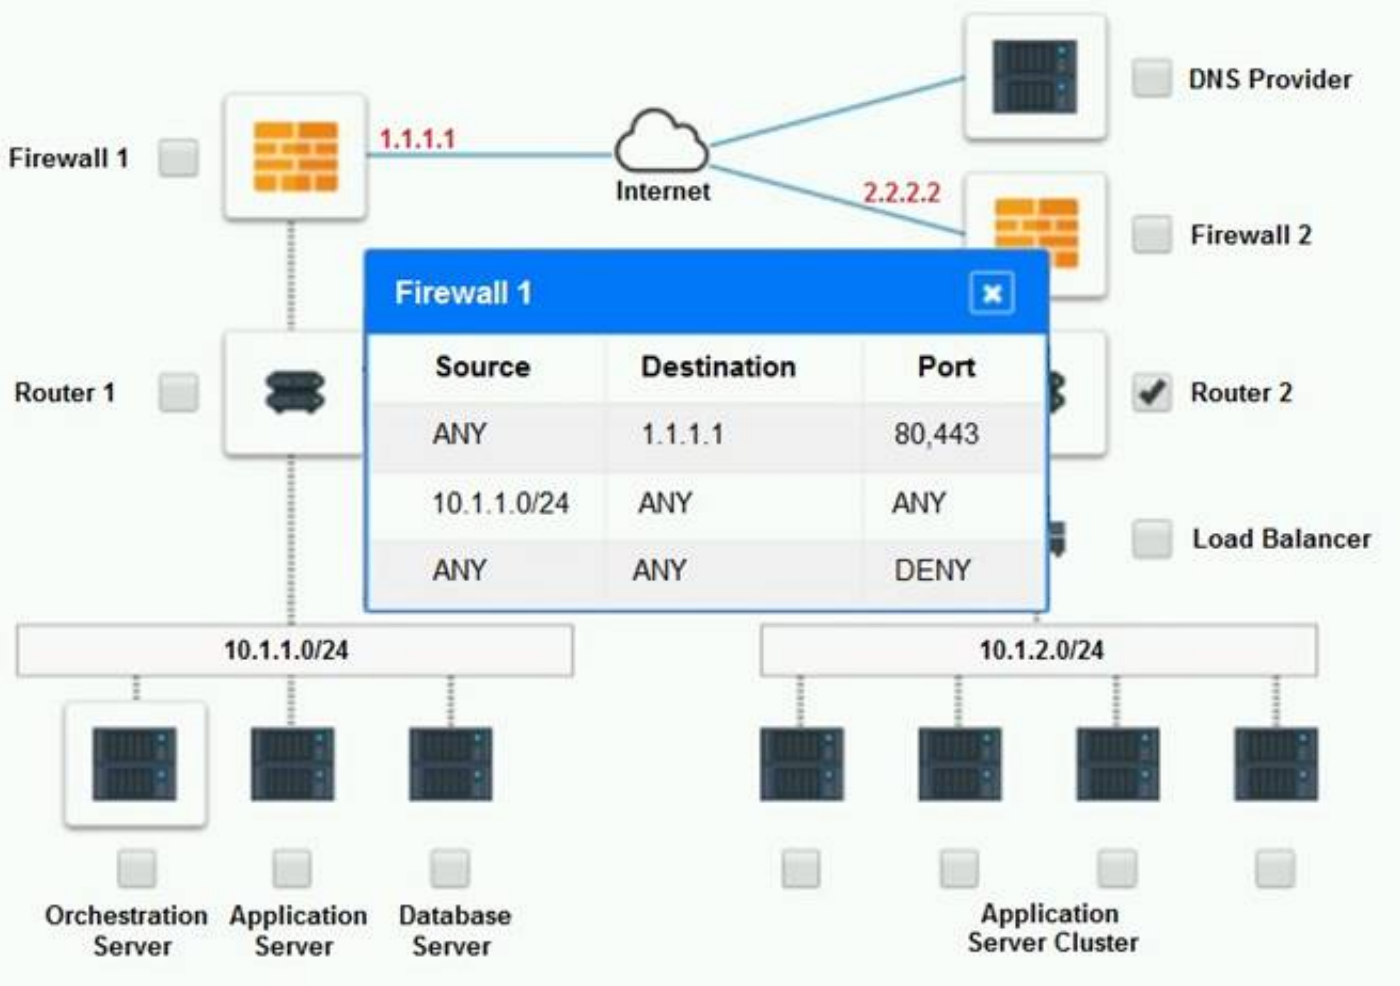 DNS Provider
Firewall 1
1.1.1.1
Internet
2.2.2.2
Firewall 2
Firewall 1
Source Destination Port
ANY 1.1.1.1 80,443
10.1.1.0/24 ANY ANY
ANY ANY DENY
Router 1
Router 2
Load Balancer
10.1.1.0/24
10.1.2.0/24
Orchestration
Server
Application
Server
Database
Server
Application
Server Cluster